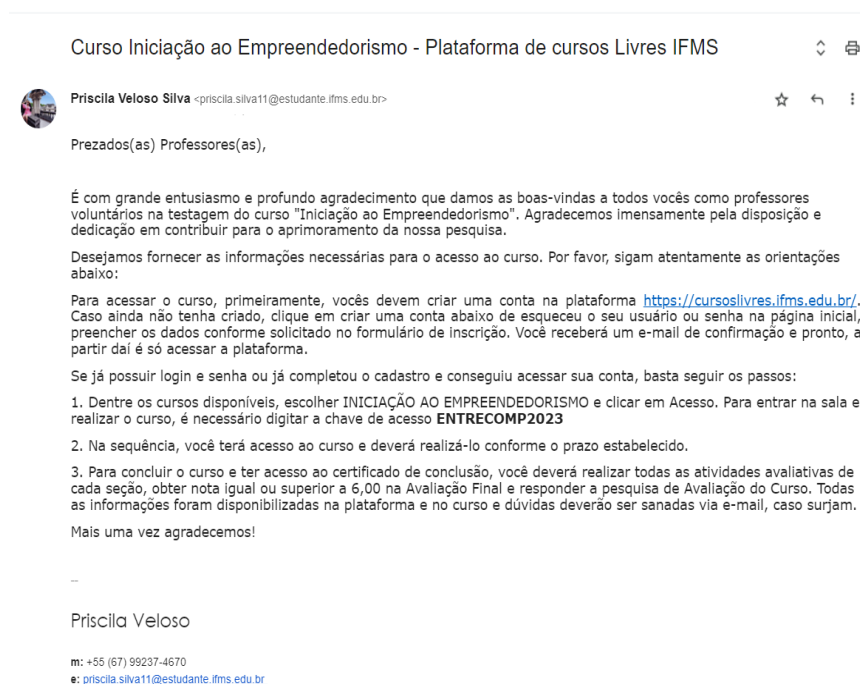 Curso Iniciação ao Empreendedorismo - Plataforma de cursos Livres IFMS
Priscila Veloso Silva <priscila.silva11@estudante.ifms.edu.br>
Prezados(as) Professores(as),
É com grande entusiasmo e profundo agradecimento que damos as boas-vindas a todos vocês como professores
voluntários na testagem do curso "Iniciação ao Empreendedorismo". Agradecemos imensamente pela disposição e
dedicação em contribuir para o aprimoramento da nossa pesquisa.
Desejamos fornecer as informações necessárias para o acesso ao curso. Por favor, sigam atentamente as orientações
abaixo:
Para acessar o curso, primeiramente, vocês devem criar uma conta na plataforma https://cursoslivres.ifms.edu.br/.
Caso ainda não tenha criado, clique em criar uma conta abaixo de esqueceu o seu usuário ou senha na página inicial,
preencher os dados conforme solicitado no formulário de inscrição. Você receberá um e-mail de confirmação e pronto, a
partir daí é só acessar a plataforma.
Se já possuir login e senha ou já completou o cadastro e conseguiu acessar sua conta, basta seguir os passos:
1. Dentre os cursos disponíveis, escolher INICIAÇÃO AO EMPREENDEDORISMO e clicar em Acesso. Para entrar na sala e
realizar o curso, é necessário digitar a chave de acesso ENTRECOMP2023
2. Na sequência, você terá acesso ao curso e deverá realizá-lo conforme o prazo estabelecido.
3. Para concluir o curso e ter acesso ao certificado de conclusão, você deverá realizar todas as atividades avaliativas de
cada seção, obter nota igual ou superior a 6,00 na Avaliação Final e responder a pesquisa de Avaliação do Curso. Todas
as informações foram disponibilizadas na plataforma e no curso e dúvidas deverão ser sanadas via e-mail, caso surjam.
Mais uma vez agradecemos!
--
Priscila Veloso
m: +55 (67) 99237-4670
e: priscila.silva11@estudante.ifms.edu.br